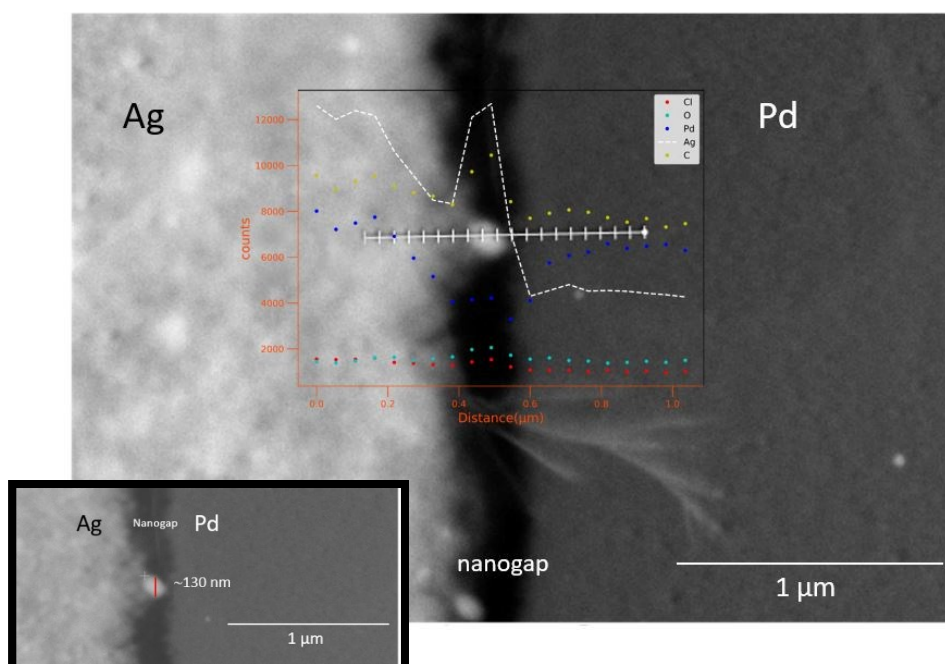 Ag
Pd
12000
10000
8000
6000
4000
2000
counts
Cl
O
Pd
Ag
C
0.0 0.2 0.4 0.6 0.8 1.0
Distance(μm)
nanogap
1 μm
Ag Nanogap Pd
~130 nm
1 μm